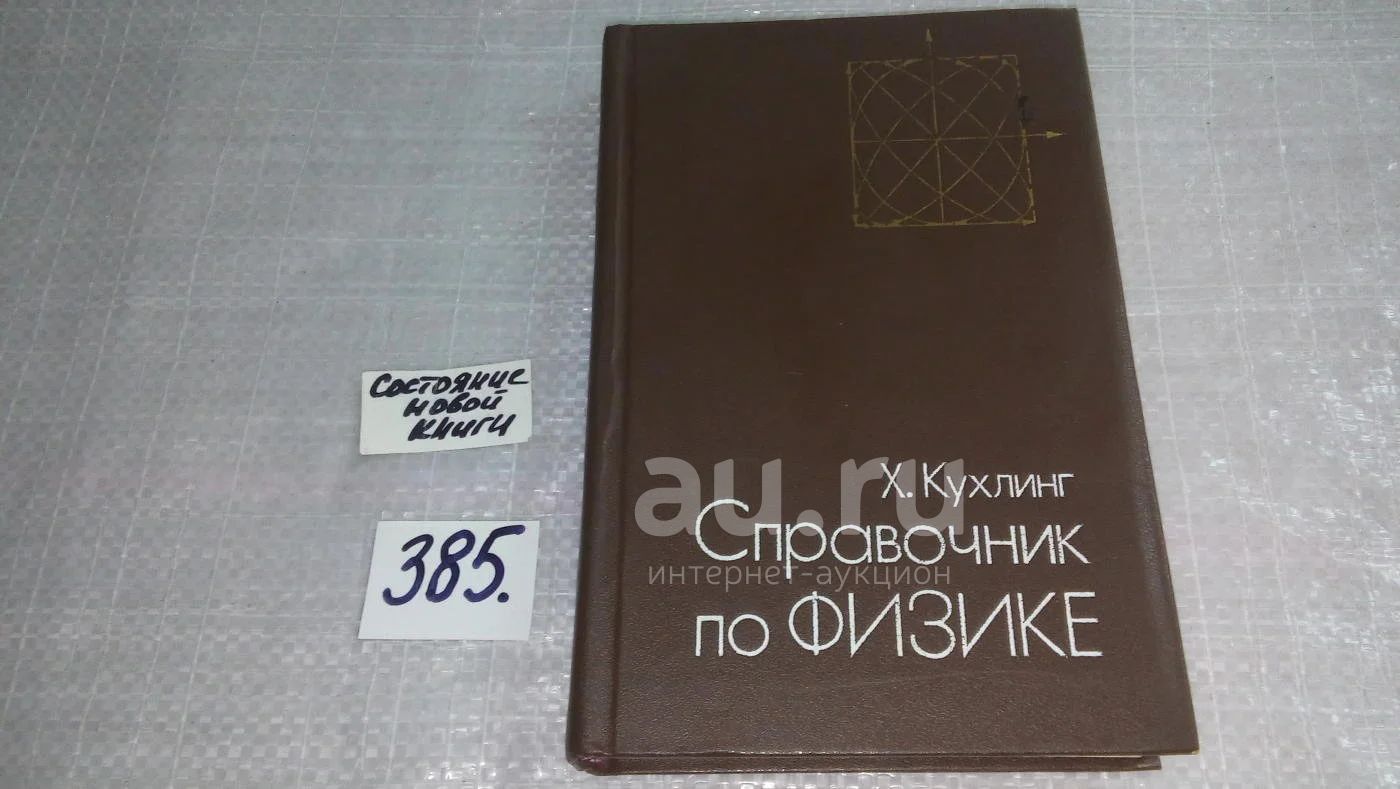 Состояние
новой
книги
385.
Х. Кухлинг
Справочник
по ФИЗИКЕ
au.ru
интернет-аукцион